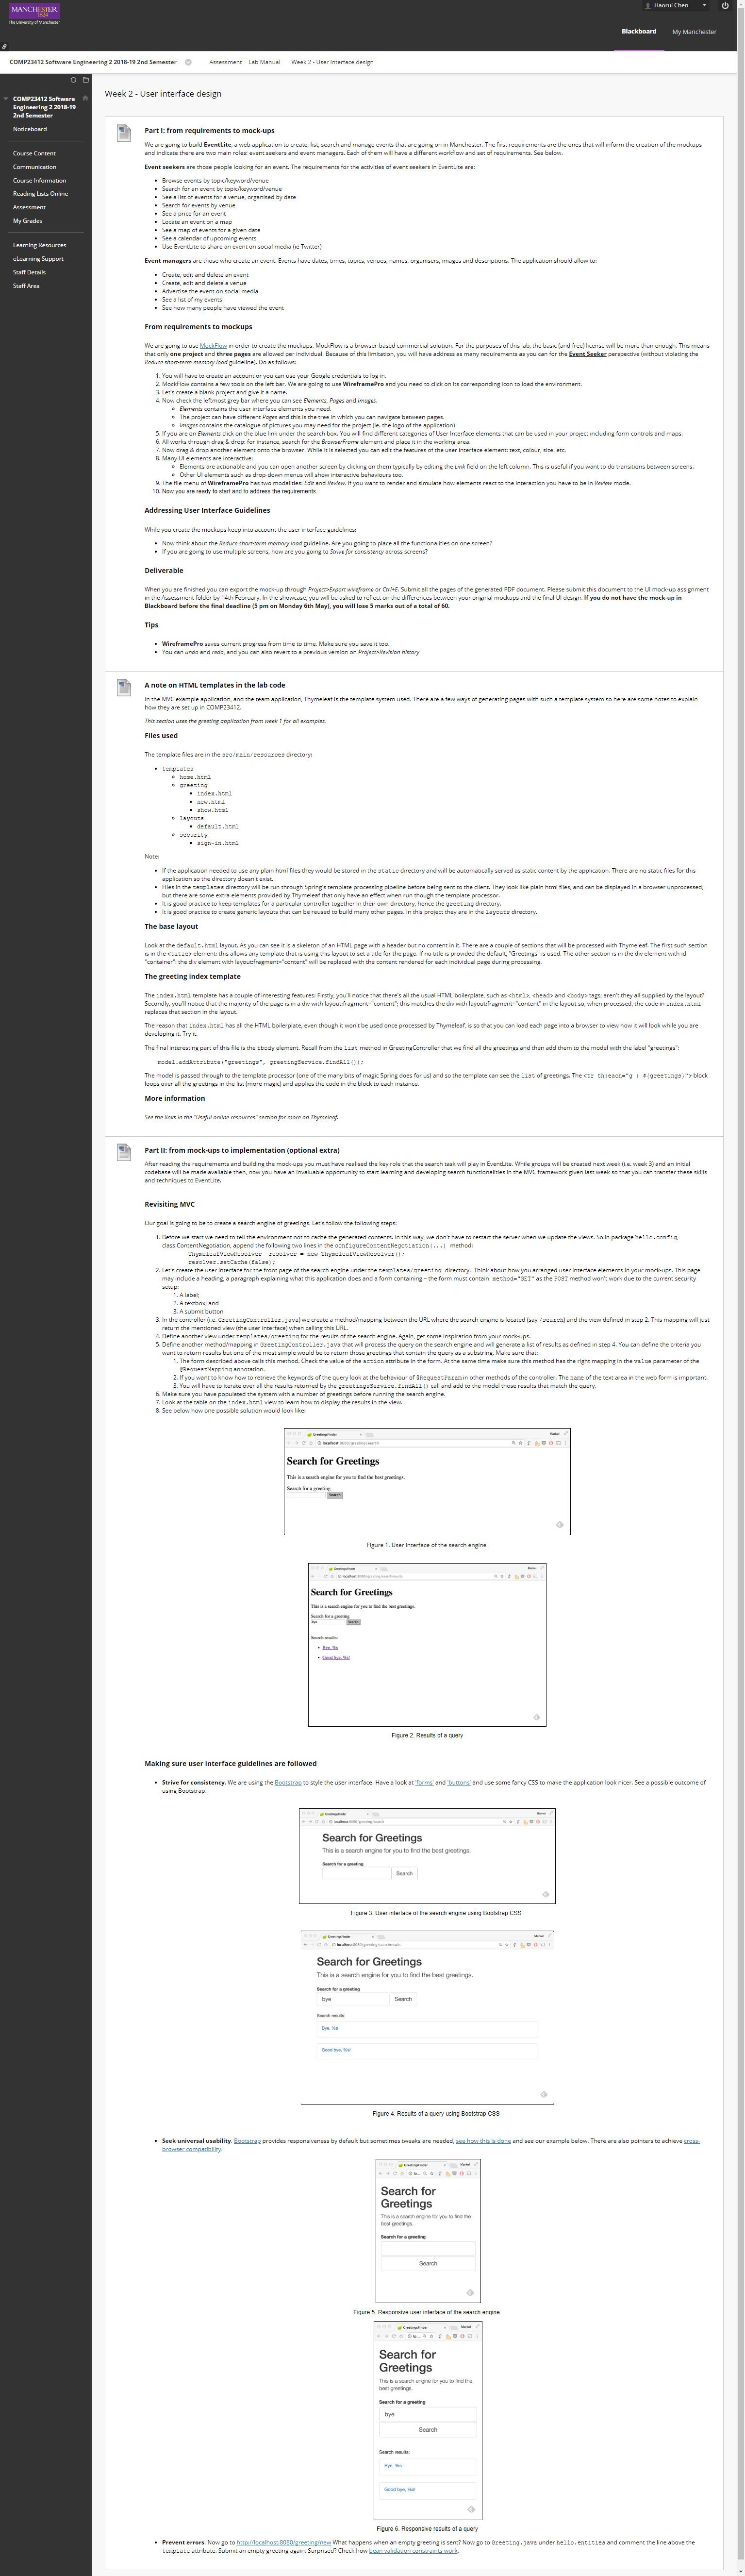 MANCHESTER
1824
The University of Manchester
Haorui Chen
Blackboard
My Manchester
COMP23412 Software Engineering 2 2018-19 2nd Semester
Assessment
Lab Manual
Week 2 - User interface design
COMP23412 Software
Engineering 2 2018-19
2nd Semester
Noticeboard
Course Content
Communication
Course Information
Reading Lists Online
Assessment
My Grades
Learning Resources
eLearning Support
Staff Details
Staff Area
Week 2 - User interface design
Part I: from requirements to mock-ups
We are going to build EventLite, a web application to create, list, search and manage events that are going on in Manchester. The first requirements are the ones that will inform the creation of the mockups
and indicate there are two main roles: event seekers and event managers. Each of them will have a different workflow and set of requirements. See below.
Event seekers are those people looking for an event. The requirements for the activities of event seekers in EventLite are:
• Browse events by topic/keyword/venue
• Search for an event by topic/keyword/venue
• See a list of events for a venue, organised by date
• Search for events by venue
• See a price for an event
• Locate an event on a map
• See a map of events for a given date
• See a calendar of upcoming events
• Use EventLite to share an event on social media (ie Twitter)
Event managers are those who create an event. Events have dates, times, topics, venues, names, organisers, images and descriptions. The application should allow to:
• Create, edit and delete an event
• Create, edit and delete a venue
• Advertise the event on social media
• See a list of my events
• See how many people have viewed the event
From requirements to mockups
We are going to use MockFlow in order to create the mockups. MockFlow is a browser-based commercial solution. For the purposes of this lab, the basic (and free) license will be more than enough. This means
that only one project and three pages are allowed per individual. Because of this limitation, you will have address as many requirements as you can for the Event Seeker perspective (without violating the
Reduce short-term memory load guideline). Do as follows:
1. You will have to create an account or you can use your Google credentials to log in.
2. MockFlow contains a few tools on the left bar. We are going to use WireframePro and you need to click on its corresponding icon to load the environment.
3. Let's create a blank project and give it a name.
4. Now check the leftmost grey bar where you can see Elements, Pages and Images.
• Elements contains the user interface elements you need.
• The project can have different Pages and this is the tree in which you can navigate between pages.
• Images contains the catalogue of pictures you may need for the project (ie. the logo of the application)
5. If you are on Elements click on the blue link under the search box. You will find different categories of User Interface elements that can be used in your project including form controls and maps.
6. All works through drag & drop: for instance, search for the BrowserFrame element and place it in the working area.
7. Now drag & drop another element onto the browser. While it is selected you can edit the features of the user interface element: text, colour, size, etc.
8. Many UI elements are interactive:
• Elements are actionable and you can open another screen by clicking on them typically by editing the Link field on the left column. This is useful if you want to do transitions between screens.
• Other UI elements such as drop-down menus will show interactive behaviours too.
9. The file menu of WireframePro has two modalities: Edit and Review. If you want to render and simulate how elements react to the interaction you have to be in Review mode.
10. Now you are ready to start and to address the requirements.
Addressing User Interface Guidelines
While you create the mockups keep into account the user interface guidelines:
• Now think about the Reduce short-term memory load guideline. Are you going to place all the functionalities on one screen?
• If you are going to use multiple screens, how are you going to Strive for consistency across screens?
Deliverable
When you are finished you can export the mock-up through Project>Export wireframe or Ctrl+E. Submit all the pages of the generated PDF document. Please submit this document to the UI mock-up assignment
in the Assessment folder by 14th February. In the showcase, you will be asked to reflect on the differences between your original mockups and the final UI design. If you do not have the mock-up in
Blackboard before the final deadline (5 pm on Monday 6th May), you will lose 5 marks out of a total of 60.
Tips
• WireframePro saves current progress from time to time. Make sure you save it too.
• You can undo and redo, and you can also revert to a previous version on Project>Revision history
A note on HTML templates in the lab code
In the MVC example application, and the team application, Thymeleaf is the template system used. There are a few ways of generating pages with such a template system so here are some notes to explain
how they are set up in COMP23412.
This section uses the greeting application from week 1 for all examples.
Files used
The template files are in the src/main/resources directory:
• templates
• home.html
• greeting
• index.html
• new.html
• show.html
• layouts
• default.html
• security
• sign-in.html
Note:
• If the application needed to use any plain html files they would be stored in the static directory and will be automatically served as static content by the application. There are no static files for this
application so the directory doesn't exist.
• Files in the templates directory will be run through Spring's template processing pipeline before being sent to the client. They look like plain html files, and can be displayed in a browser unprocessed,
but there are some extra elements provided by Thymeleaf that only have an effect when run though the template processor.
• It is good practice to keep templates for a particular controller together in their own directory, hence the greeting directory.
• It is good practice to create generic layouts that can be reused to build many other pages. In this project they are in the layouts directory.
The base layout
Look at the default.html layout. As you can see it is a skeleton of an HTML page with a header but no content in it. There are a couple of sections that will be processed with Thymeleaf. The first such section
is in the <title> element: this allows any template that is using this layout to set a title for the page. If no title is provided the default, "Greetings" is used. The other section is in the div element with id
"container": the div element with layout:fragment="content" will be replaced with the content rendered for each individual page during processing.
The greeting index template
The index.html template has a couple of interesting features: Firstly, you'll notice that there's all the usual HTML boilerplate, such as <html>, <head> and <body> tags: aren't they all supplied by the layout?
Secondly, you'll notice that the majority of the page is in a div with layout:fragment="content"; this matches the div with layout:fragment="content" in the layout so, when processed, the code in index.html
replaces that section in the layout.
The reason that index.html has all the HTML boilerplate, even though it won't be used once processed by Thymeleaf, is so that you can load each page into a browser to view how it will look while you are
developing it. Try it.
The final interesting part of this file is the tbody element. Recall from the list method in GreetingController that we find all the greetings and then add them to the model with the label "greetings":
model.addAttribute("greetings", greetingService.findAll());
The model is passed through to the template processor (one of the many bits of magic Spring does for us) and so the template can see the list of greetings. The <tr th:each="g : ${greetings}"> block
loops over all the greetings in the list (more magic) and applies the code in the block to each instance.
More information
See the links in the "Useful online resources" section for more on Thymeleaf.
Part II: from mock-ups to implementation (optional extra)
After reading the requirements and building the mock-ups you must have realised the key role that the search task will play in EventLite. While groups will be created next week (i.e. week 3) and an initial
codebase will be made available then, now you have an invaluable opportunity to start learning and developing search functionalities in the MVC framework given last week so that you can transfer these skills
and techniques to EventLite.
Revisiting MVC
Our goal is going to be to create a search engine of greetings. Let's follow the following steps:
1. Before we start we need to tell the environment not to cache the generated contents. In this way, we don't have to restart the server when we update the views. So in package hello.config,
class ContentNegotiation, append the following two lines in the configureContentNegotiation(...) method:
ThymeleafViewResolver resolver = new ThymeleafViewResolver();
resolver.setCache(false);
2. Let's create the user interface for the front page of the search engine under the templates/greeting directory. Think about how you arranged user interface elements in your mock-ups. This page
may include a heading, a paragraph explaining what this application does and a form containing – the form must contain method="GET" as the POST method won't work due to the current security
setup:
1. A label;
2. A textbox; and
3. A submit button
3. In the controller (i.e. GreetingController.java) we create a method/mapping between the URL where the search engine is located (say /search) and the view defined in step 2. This mapping will just
return the mentioned view (the user interface) when calling this URL.
4. Define another view under templates/greeting for the results of the search engine. Again, get some inspiration from your mock-ups.
5. Define another method/mapping in GreetingController.java that will process the query on the search engine and will generate a list of results as defined in step 4. You can define the criteria you
want to return results but one of the most simple would be to return those greetings that contain the query as a substring. Make sure that:
1. The form described above calls this method. Check the value of the action attribute in the form. At the same time make sure this method has the right mapping in the value parameter of the
@RequestMapping annotation.
2. If you want to know how to retrieve the keywords of the query look at the behaviour of @RequestParam in other methods of the controller. The name of the text area in the web form is important.
3. You will have to iterate over all the results returned by the greetingsService.findAll() call and add to the model those results that match the query.
6. Make sure you have populated the system with a number of greetings before running the search engine.
7. Look at the table on the index.html view to learn how to display the results in the view.
8. See below how one possible solution would look like:
GreetingsFinder
localhost:8080/greeting/search
Search for Greetings
This is a search engine for you to find the best greetings.
Search for a greeting
Search
Figure 1. User interface of the search engine
GreetingsFinder
localhost:8080/greeting/searchresults
Search for Greetings
This is a search engine for you to find the best greetings.
Search for a greeting
bye
Search
Search results:
• Bye, %s
• Good bye, %s!
Figure 2. Results of a query
Making sure user interface guidelines are followed
• Strive for consistency. We are using the Bootstrap to style the user interface. Have a look at 'forms' and 'buttons' and use some fancy CSS to make the application look nicer. See a possible outcome of
using Bootstrap.
GreetingsFinder
localhost:8080/greeting/search
Search for Greetings
This is a search engine for you to find the best greetings.
Search for a greeting
Search
Figure 3. User interface of the search engine using Bootstrap CSS
GreetingsFinder
localhost:8080/greeting/searchresults
Search for Greetings
This is a search engine for you to find the best greetings.
Search for a greeting
bye
Search
Search results:
Bye, %s
Good bye, %s!
Figure 4. Results of a query using Bootstrap CSS
• Seek universal usability. Bootstrap provides responsiveness by default but sometimes tweaks are needed, see how this is done and see our example below. There are also pointers to achieve cross-
browser compatibility.
GreetingsFinder
Search for
Greetings
This is a search engine for you to find the
best greetings.
Search for a greeting
Search
Figure 5. Responsive user interface of the search engine
GreetingsFinder
Search for
Greetings
This is a search engine for you to find the
best greetings.
Search for a greeting
bye
Search
Search results:
Bye, %s
Good bye, %s!
Figure 6. Responsive results of a query
• Prevent errors. Now go to http://localhost:8080/greeting/new What happens when an empty greeting is sent? Now go to Greeting.java under hello.entities and comment the line above the
template attribute. Submit an empty greeting again. Surprised? Check how bean validation constraints work.